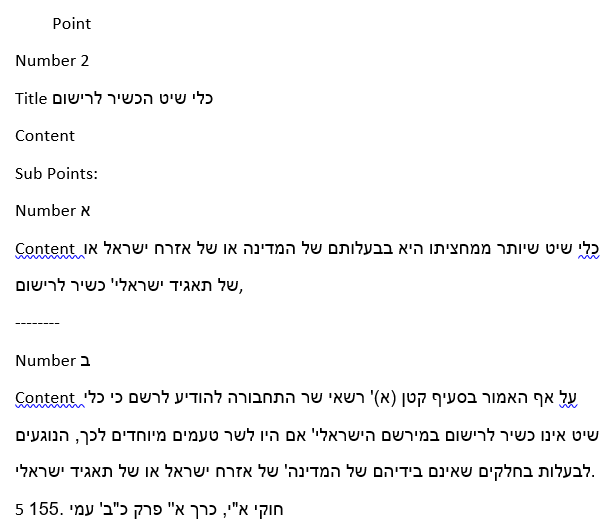 Point
Number 2
Title כלי שיט הכשיר לרישום
Content
Sub Points:
Number א
Content כלי שיט שיותר ממחציתו היא בבעלותם של המדינה או של אזרח ישראל או
של תאגיד ישראלי' כשיר לרישום,
--------
Number ב
Content על אף האמור בסעיף קטן (א)' רשאי שר התחבורה להודיע לרשם כי כלי
שיט אינו כשיר לרישום במירשם הישראלי' אם היו לשר טעמים מיוחדים לכך, הנוגעים
לבעלות בחלקים שאינם בידיהם של המדינה' של אזרח ישראל או של תאגיד ישראלי.
5 155. חוקי א"י, כרך א'' פרק כ"ב' עמי